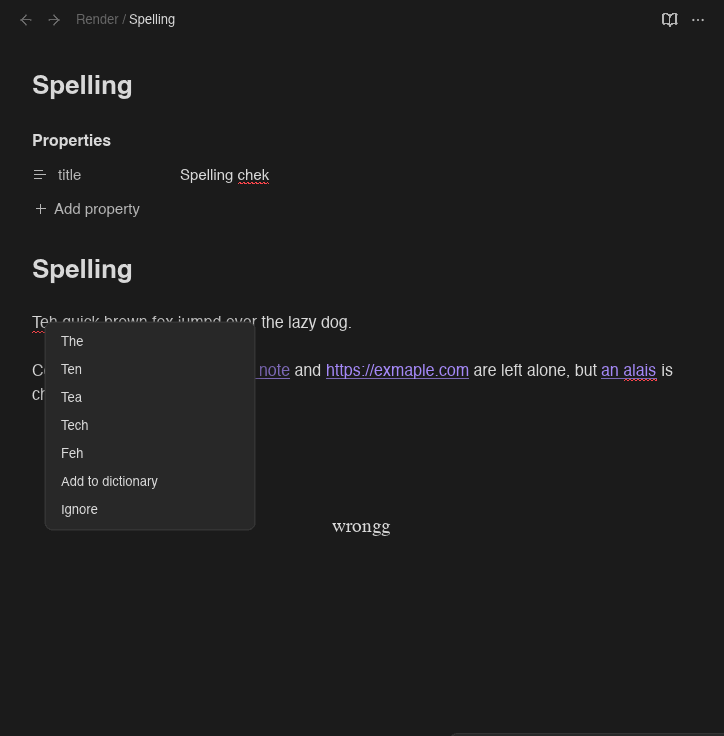 Render / Spelling
Spelling
Properties
title Spelling chek
Add property
Spelling
Teh quick brown fox jumpd over the lazy dog.
The
note and https://exmaple.com are left alone, but an alais is
Ten
Tea
Tech
Feh
Add to dictionary
Ignore
wrongg